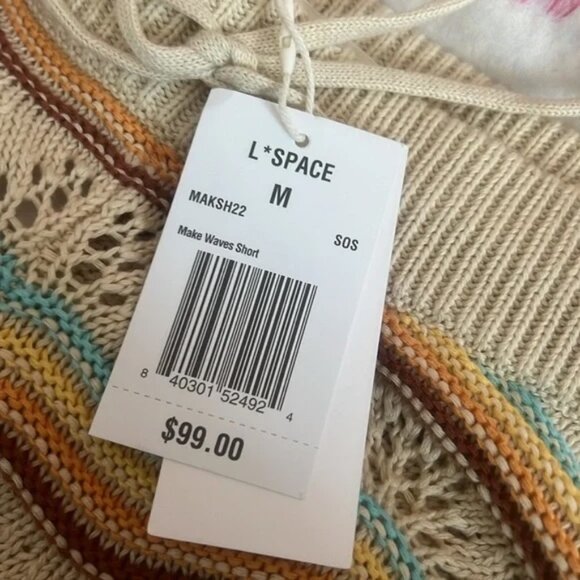 L*SPACE
M
MAKSH22 SOS
Make Waves Short
8 40301 52492 4
$99.00